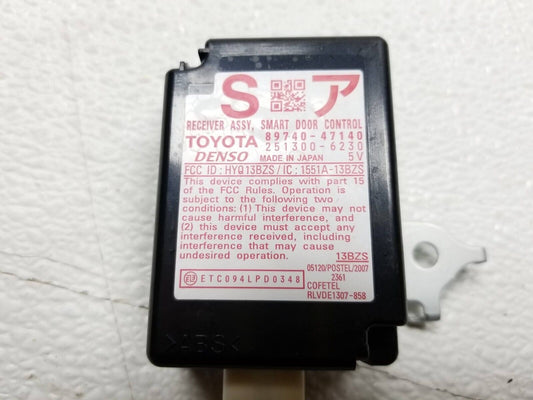 S ア
RECEIVER ASSY, SMART DOOR CONTROL
TOYOTA 89740-47140
251300-6230
DENSO MADE IN JAPAN 5V
FCC ID : HYQ13BZS / IC : 1551A-13BZS
This device complies with part 15
of the FCC Rules. Operation is
subject to the following two
conditions: (1) This device may not
cause harmful interference, and
(2) this device must accept any
interference received, including
interference that may cause
undesired operation.
13BZS
05120/POSTEL/2007
2361
ETC094LPD0348
COFETEL
RLVDE1307-858
>ABS<